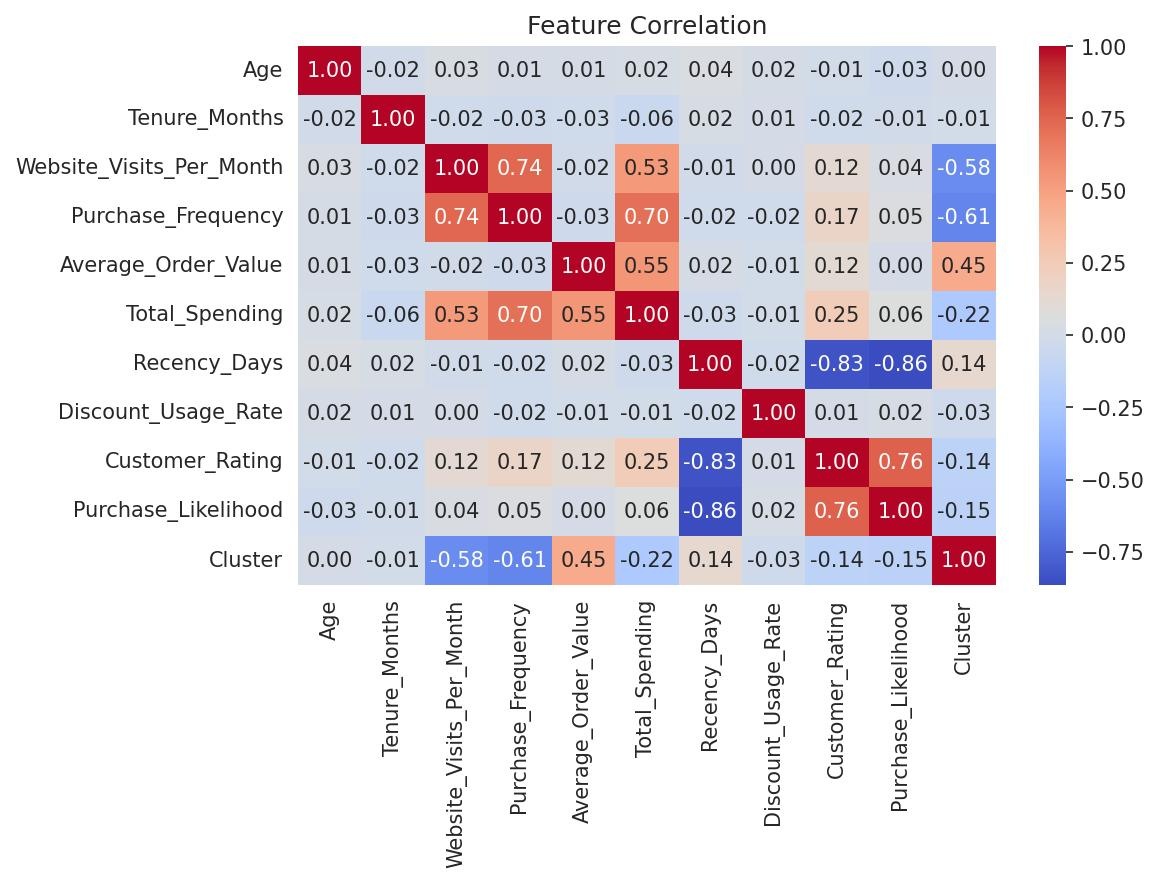 Feature Correlation
Age 1.00 -0.02 0.03 0.01 0.01 0.02 0.04 0.02 -0.01 -0.03 0.00
Tenure_Months -0.02 1.00 -0.02 -0.03 -0.03 -0.06 0.02 0.01 -0.02 -0.01 -0.01
Website_Visits_Per_Month 0.03 -0.02 1.00 0.74 -0.02 0.53 -0.01 0.00 0.12 0.04 -0.58
Purchase_Frequency 0.01 -0.03 0.74 1.00 -0.03 0.70 -0.02 -0.02 0.17 0.05 -0.61
Average_Order_Value 0.01 -0.03 -0.02 -0.03 1.00 0.55 0.02 -0.01 0.12 0.00 0.45
Total_Spending 0.02 -0.06 0.53 0.70 0.55 1.00 -0.03 -0.01 0.25 0.06 -0.22
Recency_Days 0.04 0.02 -0.01 -0.02 0.02 -0.03 1.00 -0.02 -0.83 -0.86 0.14
Discount_Usage_Rate 0.02 0.01 0.00 -0.02 -0.01 -0.01 -0.02 1.00 0.01 0.02 -0.03
Customer_Rating -0.01 -0.02 0.12 0.17 0.12 0.25 -0.83 0.01 1.00 0.76 -0.14
Purchase_Likelihood -0.03 -0.01 0.04 0.05 0.00 0.06 -0.86 0.02 0.76 1.00 -0.15
Cluster 0.00 -0.01 -0.58 -0.61 0.45 -0.22 0.14 -0.03 -0.14 -0.15 1.00
Age
Tenure_Months
Website_Visits_Per_Month
Purchase_Frequency
Average_Order_Value
Total_Spending
Recency_Days
Discount_Usage_Rate
Customer_Rating
Purchase_Likelihood
Cluster
1.00
0.75
0.50
0.25
0.00
−0.25
−0.50
−0.75